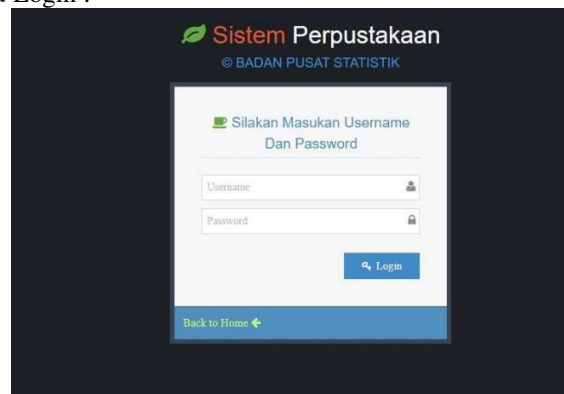 Login .
Sistem Perpustakaan
© BADAN PUSAT STATISTIK
Silakan Masukan Username
Dan Password
Username
Password
Login
Back to Home